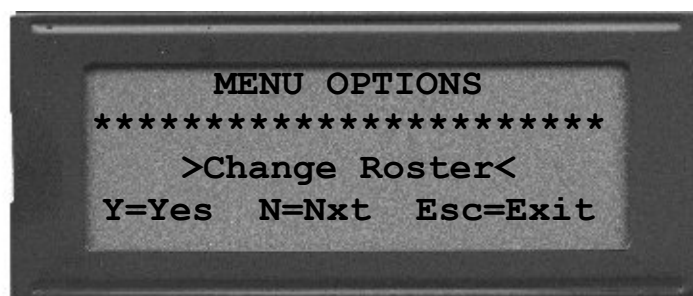 MENU OPTIONS
***********************
>Change Roster<
Y=Yes N=Nxt Esc=Exit